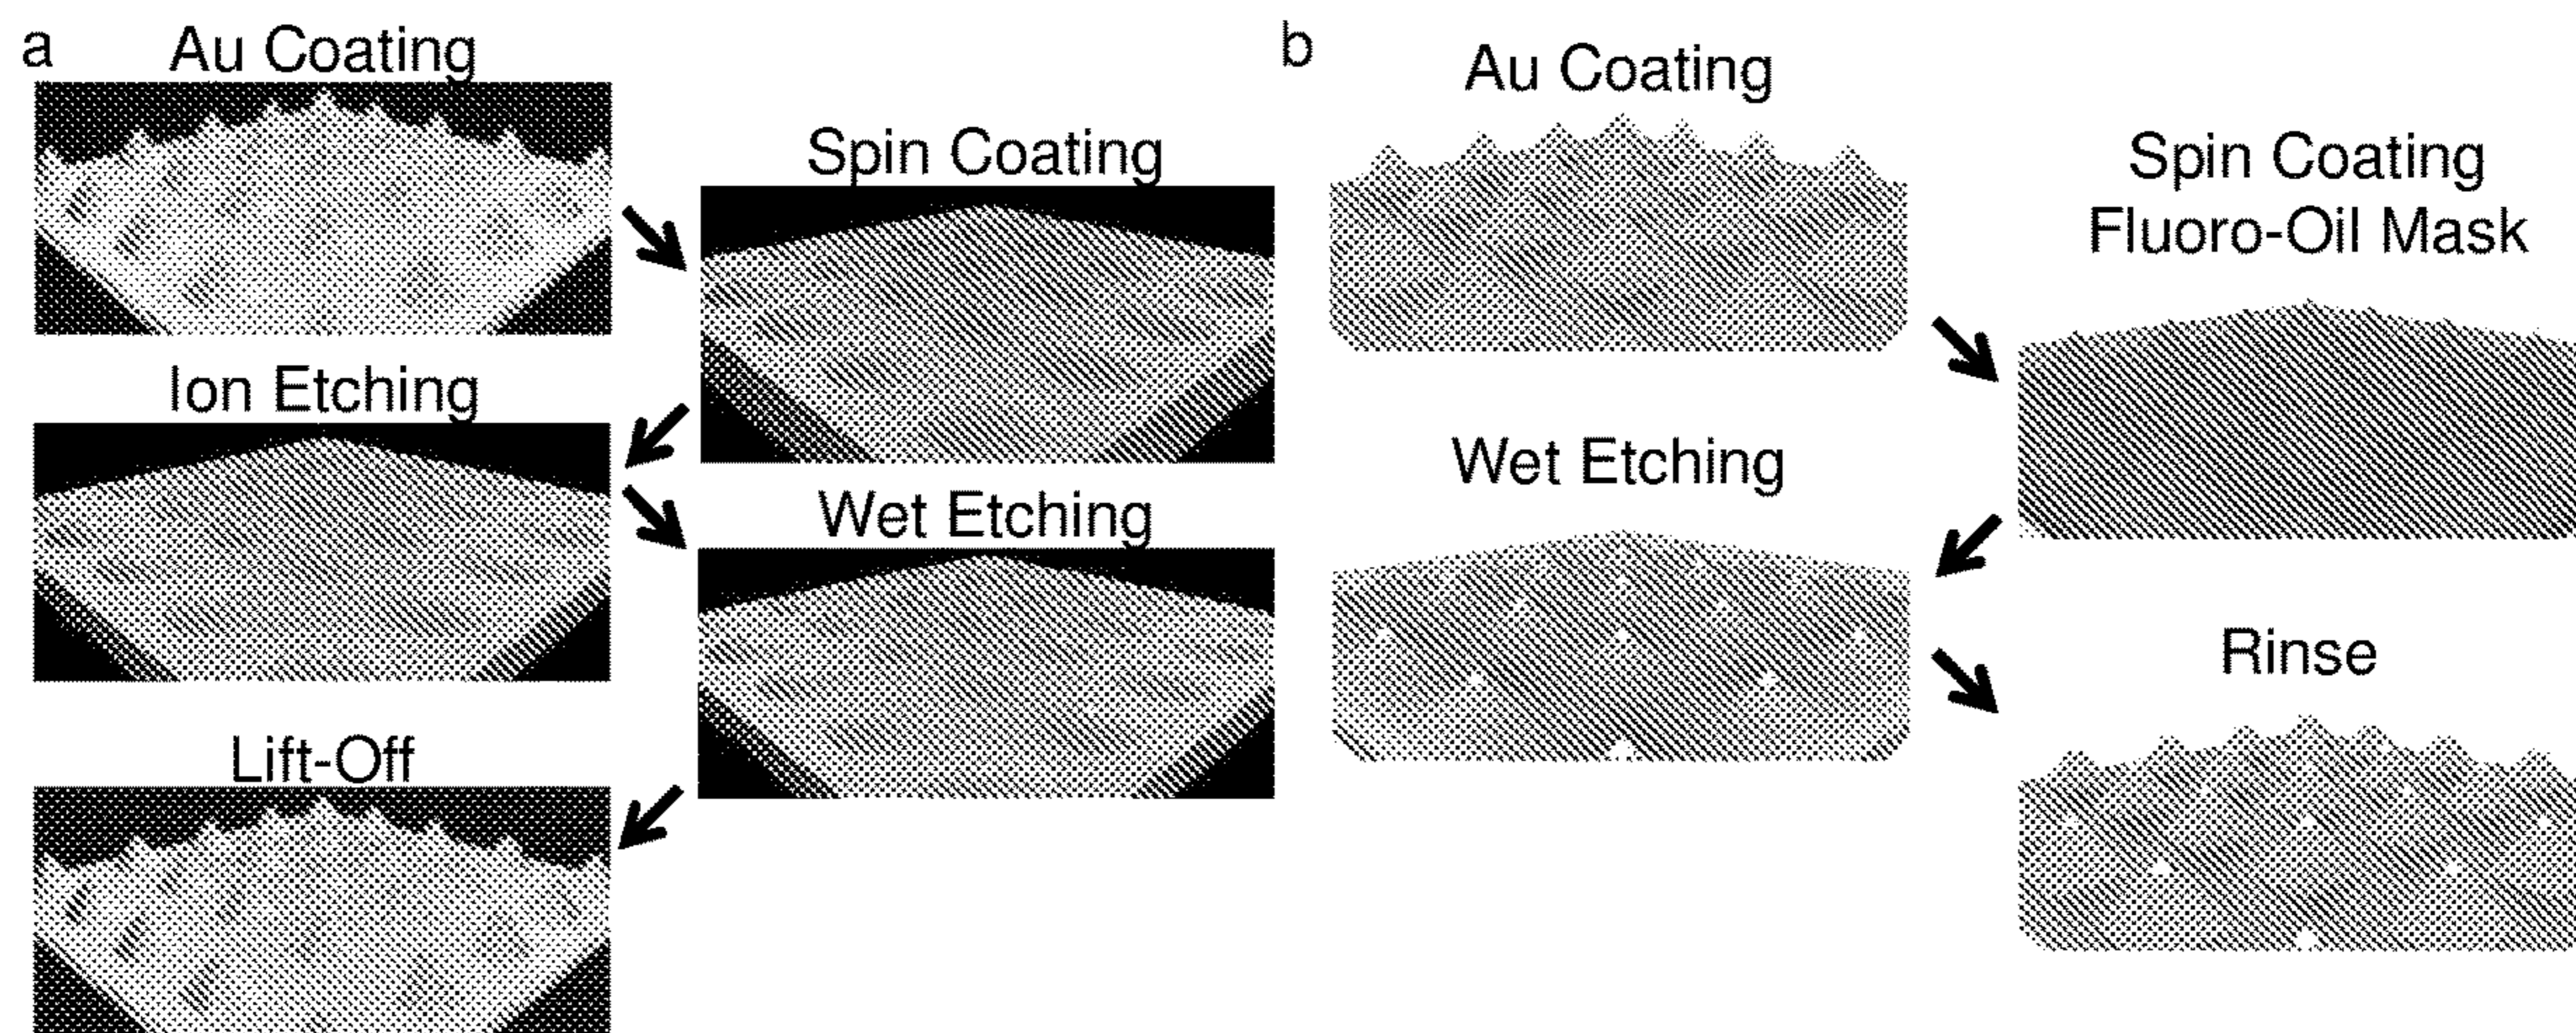 a
Au Coating
Spin Coating
Ion Etching
Wet Etching
Lift-Off
b
Au Coating
Spin Coating
Fluoro-Oil Mask
Wet Etching
Rinse